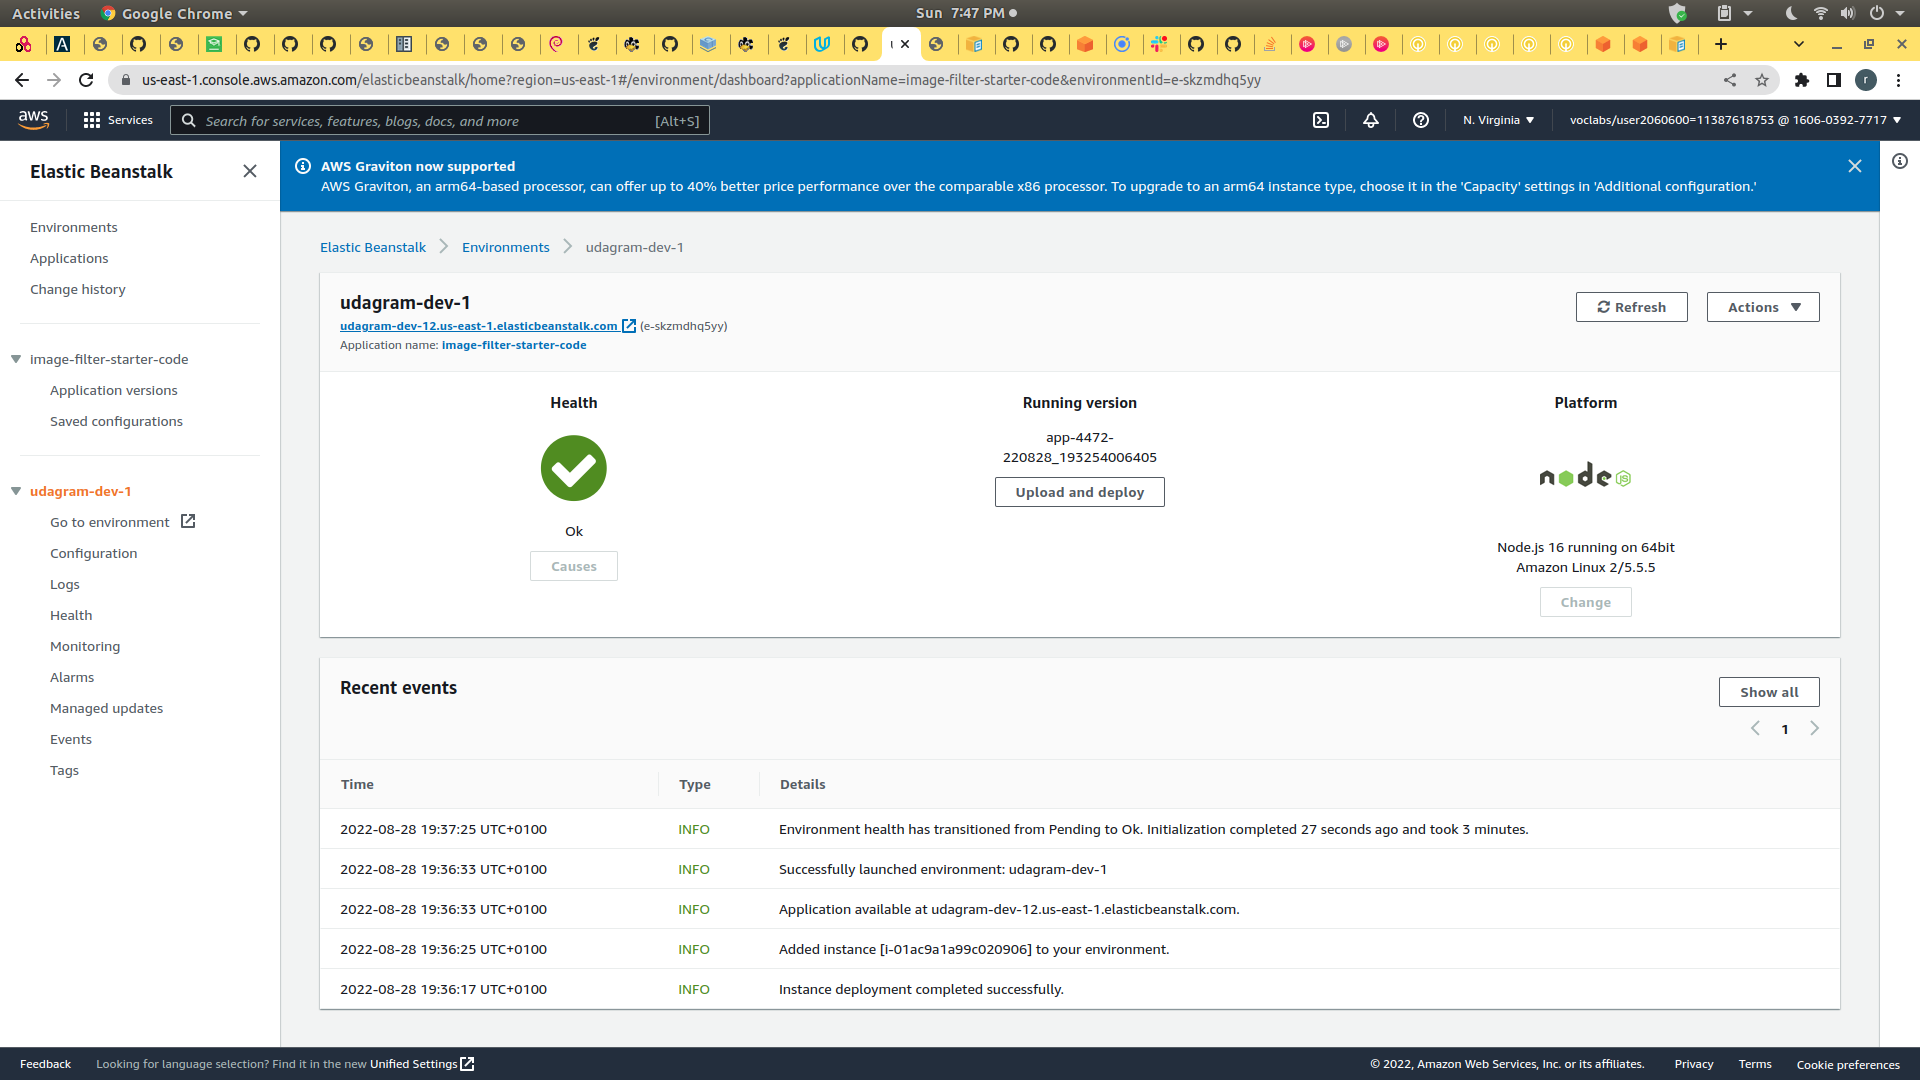 Activities
Google Chrome
Sun 7:47 PM
us-east-1.console.aws.amazon.com/elasticbeanstalk/home?region=us-east-1#/environment/dashboard?applicationName=image-filter-starter-code&environmentId=e-skzmdhq5yy
r
aws
Services
Search for services, features, blogs, docs, and more
[Alt+S]
N. Virginia
voclabs/user2060600=11387618753 @ 1606-0392-7717
Elastic Beanstalk
Environments
Applications
Change history
image-filter-starter-code
Application versions
Saved configurations
udagram-dev-1
Go to environment
Configuration
Logs
Health
Monitoring
Alarms
Managed updates
Events
Tags
AWS Graviton now supported
AWS Graviton, an arm64-based processor, can offer up to 40% better price performance over the comparable x86 processor. To upgrade to an arm64 instance type, choose it in the 'Capacity' settings in 'Additional configuration.'
Elastic Beanstalk
Environments
udagram-dev-1
udagram-dev-1
udagram-dev-12.us-east-1.elasticbeanstalk.com (e-skzmdhq5yy)
Application name: image-filter-starter-code
Refresh
Actions
Health
Ok
Causes
Running version
app-4472-
220828_193254006405
Upload and deploy
Platform
node JS
Node.js 16 running on 64bit
Amazon Linux 2/5.5.5
Change
Recent events
Show all
1
Time Type Details
2022-08-28 19:37:25 UTC+0100 INFO Environment health has transitioned from Pending to Ok. Initialization completed 27 seconds ago and took 3 minutes.
2022-08-28 19:36:33 UTC+0100 INFO Successfully launched environment: udagram-dev-1
2022-08-28 19:36:33 UTC+0100 INFO Application available at udagram-dev-12.us-east-1.elasticbeanstalk.com.
2022-08-28 19:36:25 UTC+0100 INFO Added instance [i-01ac9a1a99c020906] to your environment.
2022-08-28 19:36:17 UTC+0100 INFO Instance deployment completed successfully.
Feedback
Looking for language selection? Find it in the new Unified Settings
© 2022, Amazon Web Services, Inc. or its affiliates.
Privacy
Terms
Cookie preferences